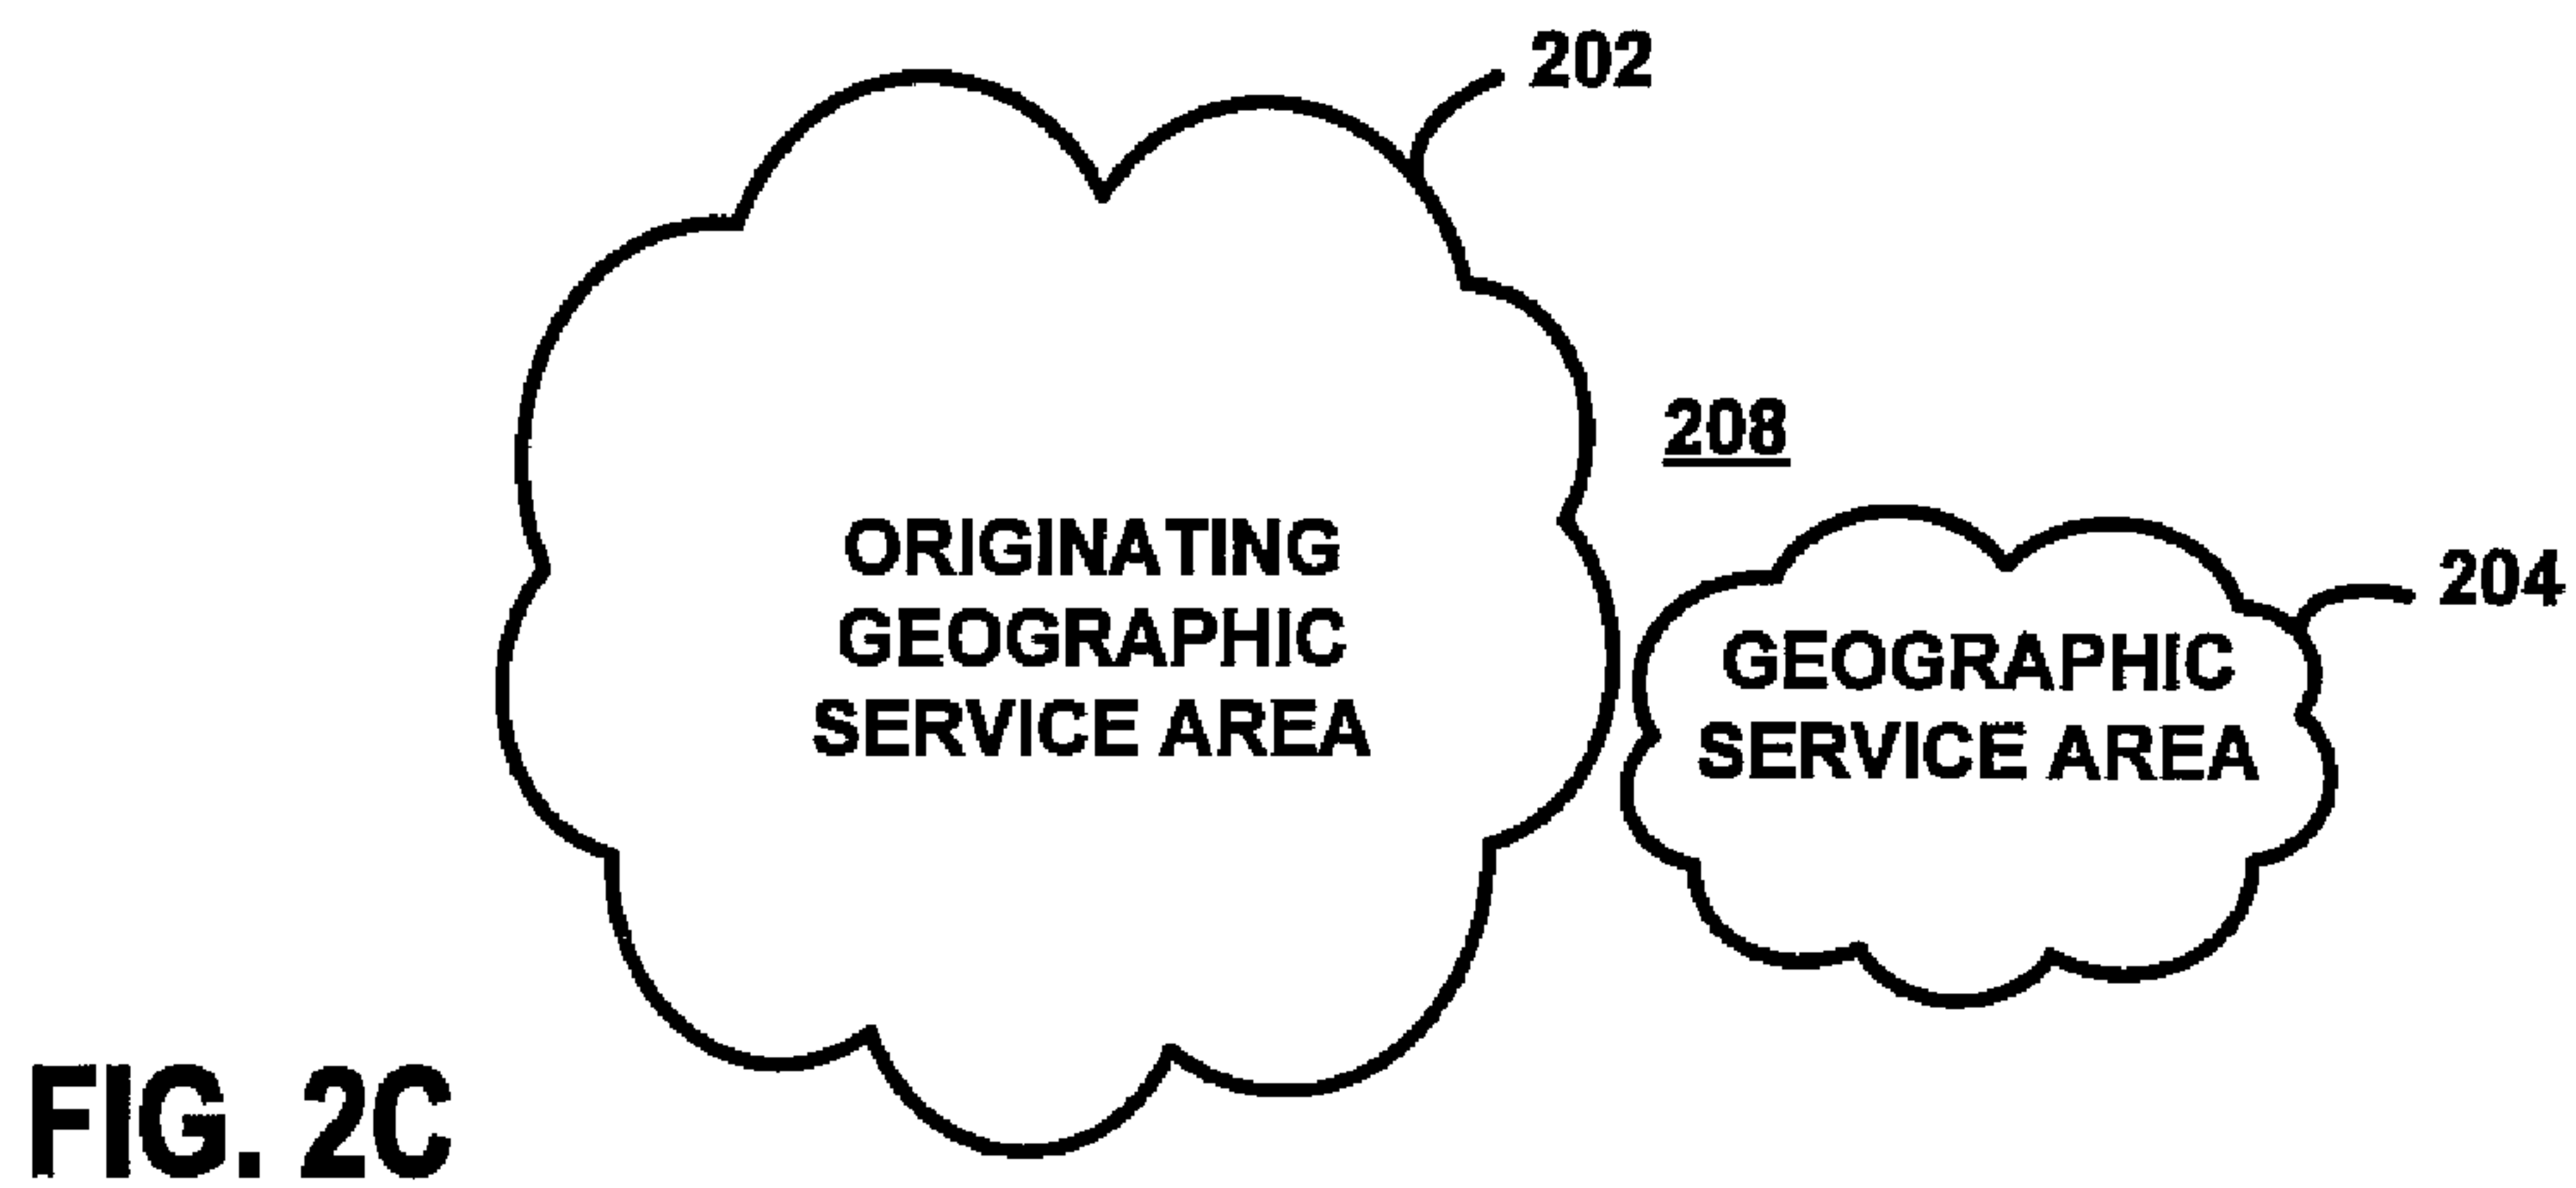 202
208
ORIGINATING
GEOGRAPHIC
SERVICE AREA
204
GEOGRAPHIC
SERVICE AREA
FIG. 2C